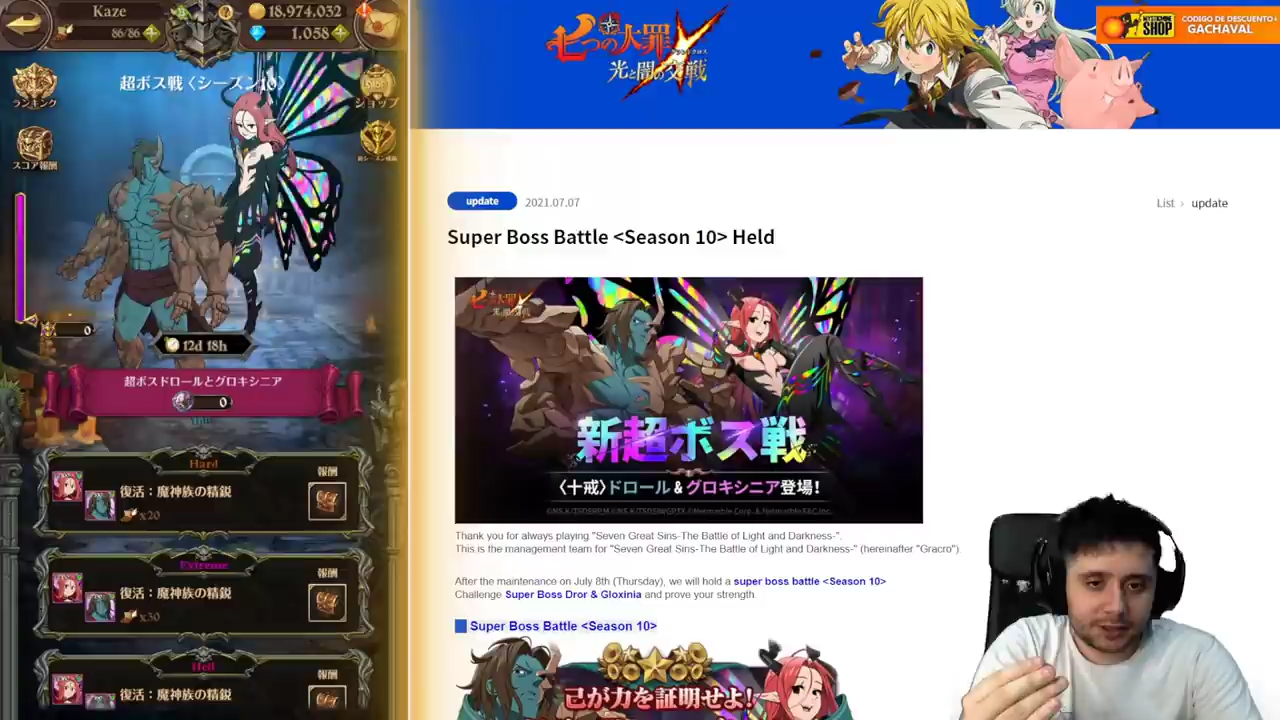 Kaze
86/86
18,974,032
1,058
ランキング
超ボス戦〈シーズン10〉
ショップ
スコア報酬
0
12d 18h
超ボスドロールとグロキシニア
0
Hard
復活：魔神族の精鋭
x20
報酬
Extreme
復活：魔神族の精鋭
x30
報酬
Hell
復活：魔神族の精鋭
報酬
七つの大罪
光と闇の交戦
SHOP
CODIGO DE DESCUENTO
GACHAVAL
update
2021.07.07
List › update
Super Boss Battle <Season 10> Held
七つの大罪
新超ボス戦
〈十戒〉ドロール&グロキシニア登場!
Thank you for always playing "Seven Great Sins-The Battle of Light and Darkness-".
This is the management team for "Seven Great Sins-The Battle of Light and Darkness-" (hereinafter "Gracro").
After the maintenance on July 8th (Thursday), we will hold a super boss battle <Season 10>
Challenge Super Boss Dror & Gloxinia and prove your strength.
Super Boss Battle <Season 10>
己が力を証明せよ!